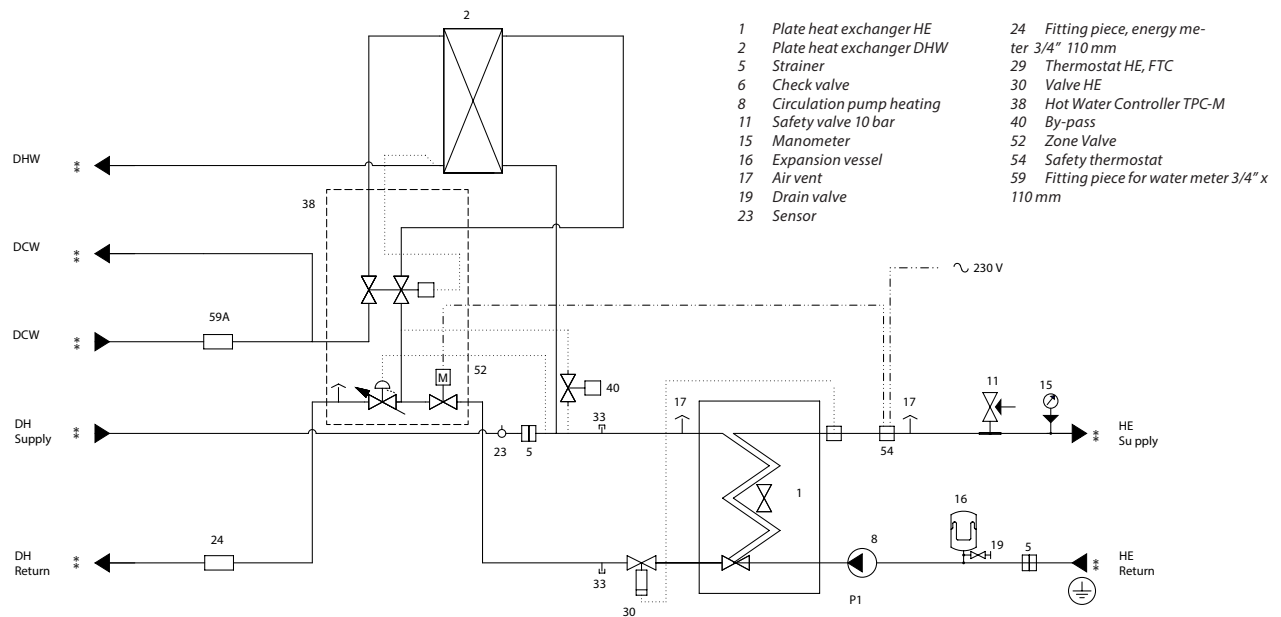 2
1 Plate heat exchanger HE
2 Plate heat exchanger DHW
5 Strainer
6 Check valve
8 Circulation pump heating
11 Safety valve 10 bar
15 Manometer
16 Expansion vessel
17 Air vent
19 Drain valve
23 Sensor
24 Fitting piece, energy me-
ter 3/4" 110 mm
29 Thermostat HE, FTC
30 Valve HE
38 Hot Water Controller TPC-M
40 By-pass
52 Zone Valve
54 Safety thermostat
59 Fitting piece for water meter 3/4" x
110 mm
DHW **
38
DCW **
230 V
59A
DCW **
52
M
40
17
17
11
15
33
DH
Supply **
23
5
54
** HE
Su pply
1
16
24
8
19
5
DH
Return **
33
30
P1
** HE
Return